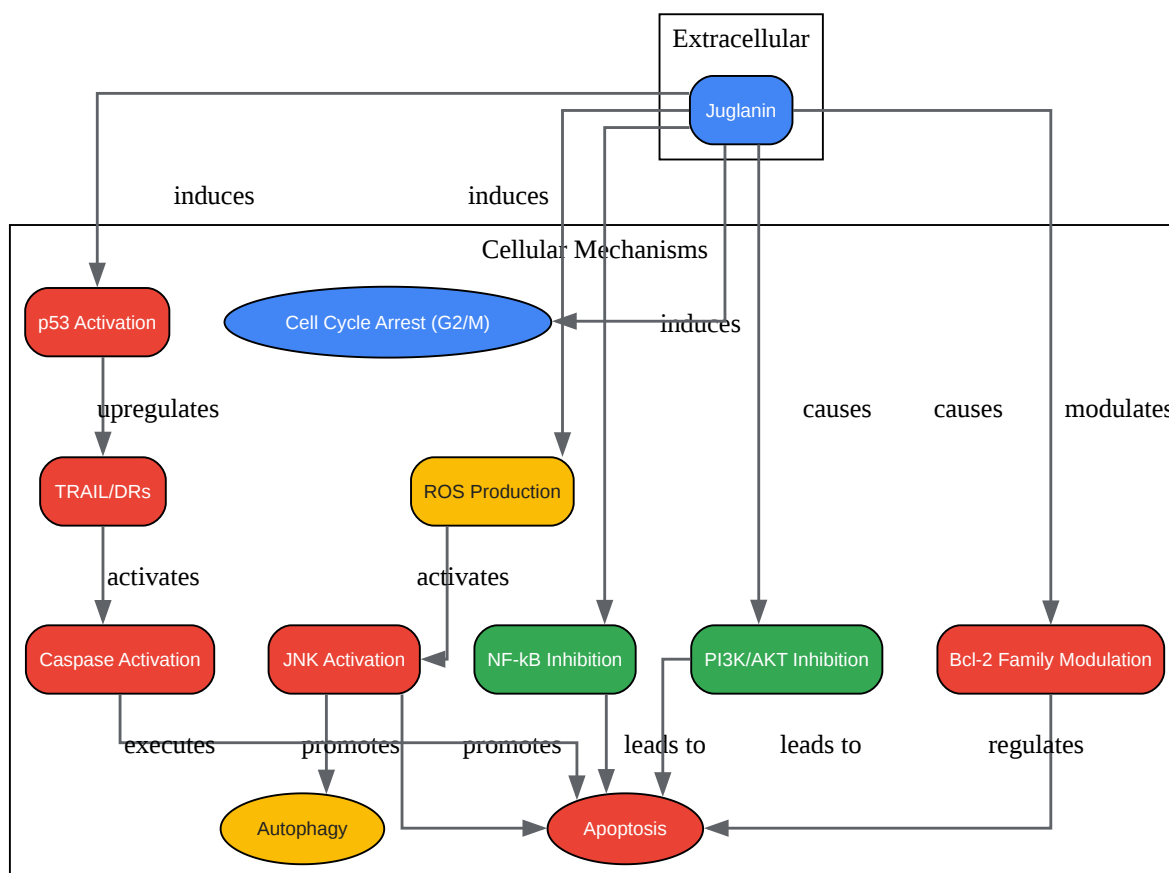 Extracellular
Juglanin
induces
induces
Cellular Mechanisms
p53 Activation
Cell Cycle Arrest (G2/M)
induces
upregulates
causes
causes
modulates
TRAIL/DRs
ROS Production
activates
activates
Caspase Activation
JNK Activation
NF-kB Inhibition
PI3K/AKT Inhibition
Bcl-2 Family Modulation
executes
promotes
promotes
leads to
leads to
regulates
Autophagy
Apoptosis